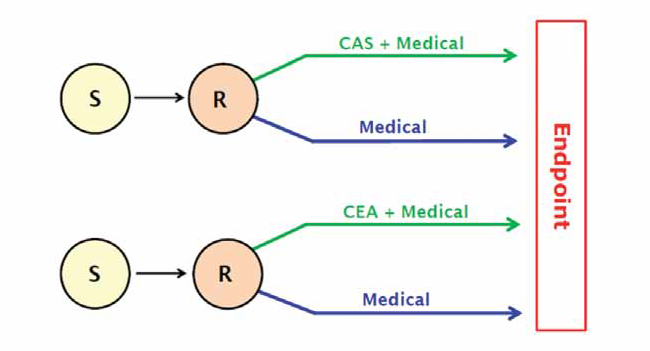 CAS + Medical
S
R
Medical
Endpoint
CEA + Medical
S
R
Medical